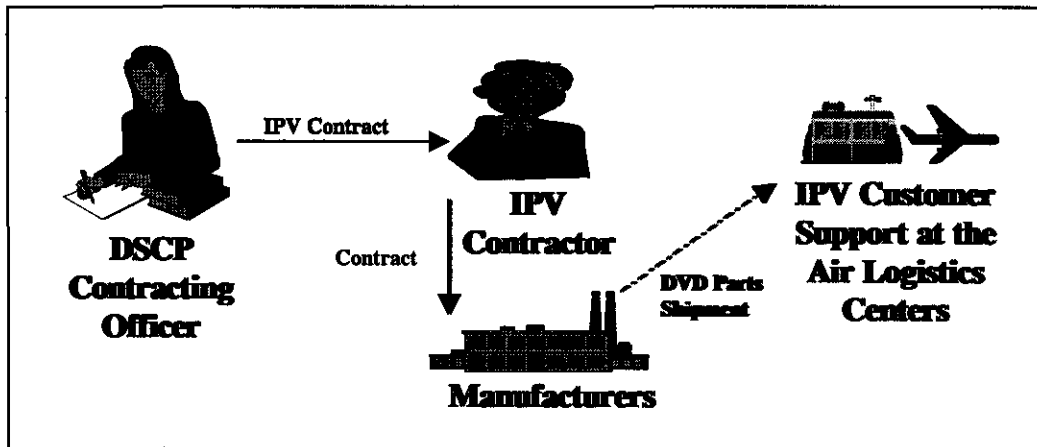 IPV Contract
DSCP
Contracting
Officer
IPV
Contractor
Contract
Manufacturers
DVD Parts
Shipment
IPV Customer
Support at the
Air Logistics
Centers